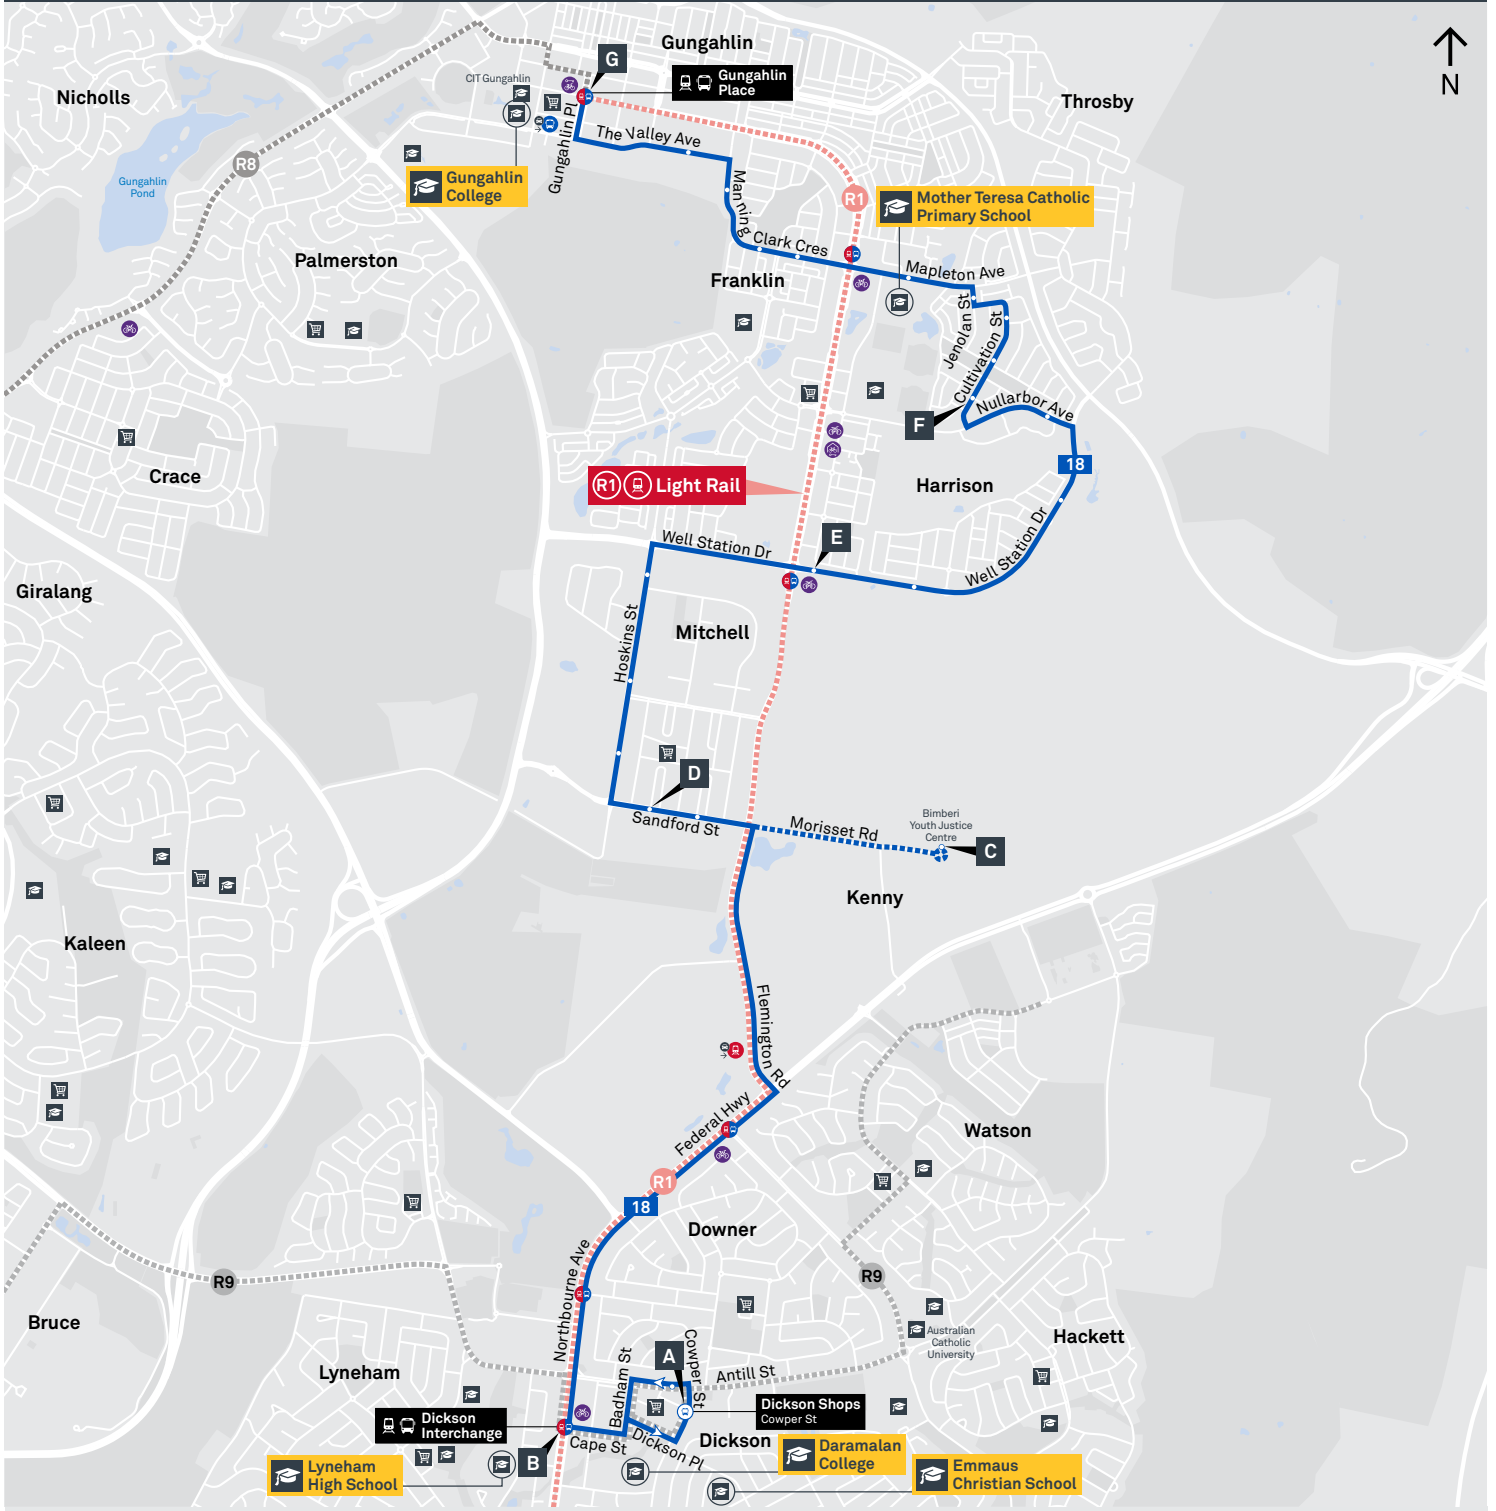 Gungahlin
G
N
CIT Gungahlin
Gungahlin
Place
Nicholls
Throsby
The Valley Ave
Gungahlin Pl
R8
Gungahlin
Pond
Gungahlin
College
Manning
R1
Mother Teresa Catholic
Primary School
Clark Cres
Palmerston
Franklin
Mapleton Ave
Jenolan St
Cultivation St
Nullarbor Ave
F
18
Crace
R1 Light Rail
Harrison
Well Station Dr
E
Well Station Dr
Giralang
Hoskins St
Mitchell
D
Sandford St
Morisset Rd
Bimberi
Youth Justice
Centre
C
Kenny
Kaleen
Flemington Rd
Federal Hwy
Watson
R1
18
Downer
Northbourne Ave
R9
R9
Bruce
Australian
Catholic
University
Hackett
Lyneham
Badham St
A
Cowper St
Antill St
Dickson Shops
Cowper St
Dickson
Interchange
Cape St
Dickson Pl
Dickson
B
Daramalan
College
Lyneham
High School
Emmaus
Christian School